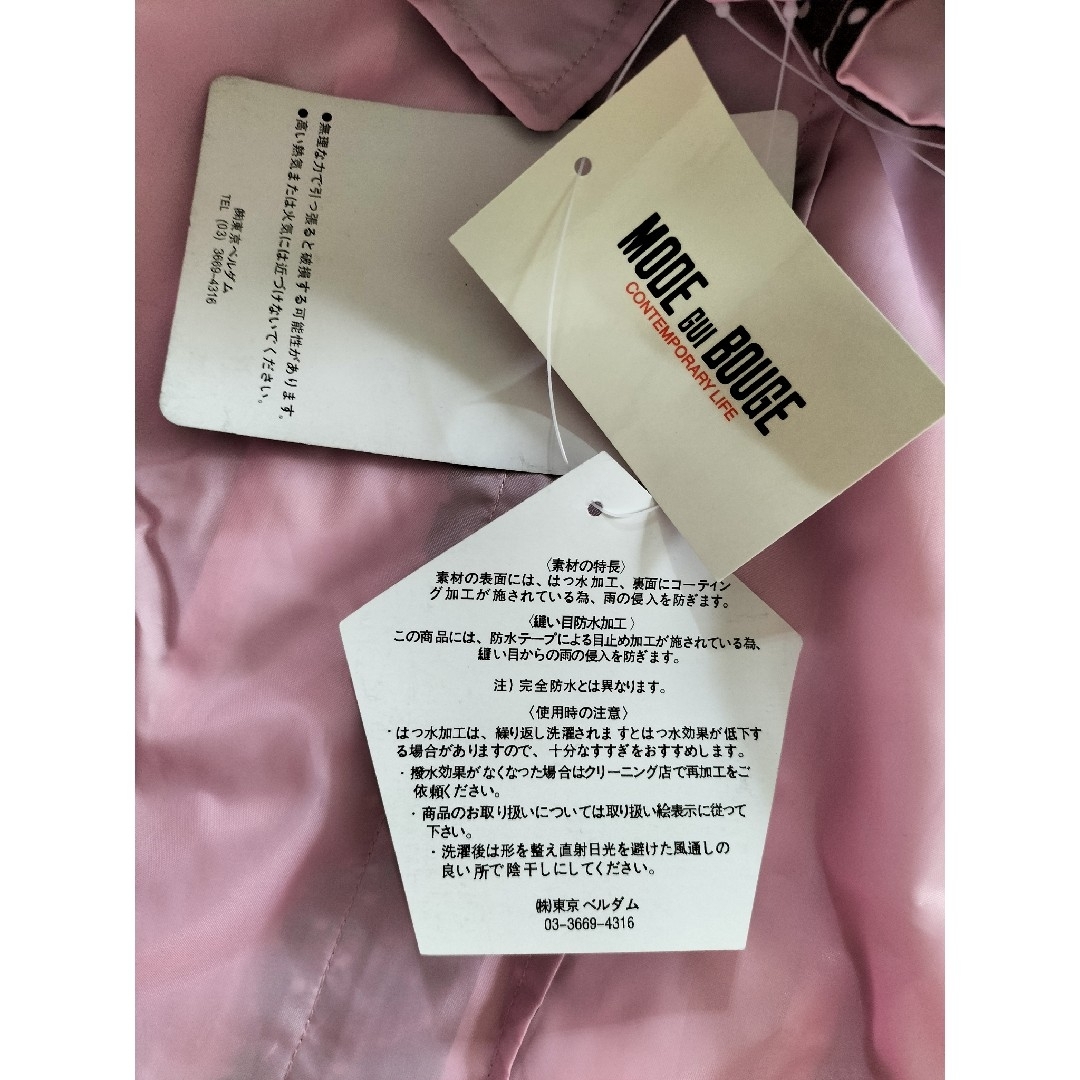 ●無理な力で引っ張ると破損する可能性があります。
●高い熱気または火気には近づけないでください。
㈱東京ベルダム
TEL (03) 3669-4316
MODE GUI BOUGE
CONTEMPORARY LIFE
〈素材の特長〉
素材の表面には、はっ水加工、裏面にコーティン
グ加工が施されている為、雨の侵入を防ぎます。
〈縫い目防水加工〉
この商品には、防水テープによる目止め加工が施されている為、
縫い目からの雨の侵入を防ぎます。
注）完全防水とは異なります。
〈使用時の注意〉
・はっ水加工は、繰り返し洗濯されますとはっ水効果が低下す
る場合がありますので、十分なすすぎをおすすめします。
・撥水効果がなくなった場合はクリーニング店で再加工をご
依頼ください。
・商品のお取り扱いについては取り扱い絵表示に従って
下さい。
・洗濯後は形を整え直射日光を避けた風通しの
良い所で陰干しにしてください。
㈱東京ベルダム
03-3669-4316